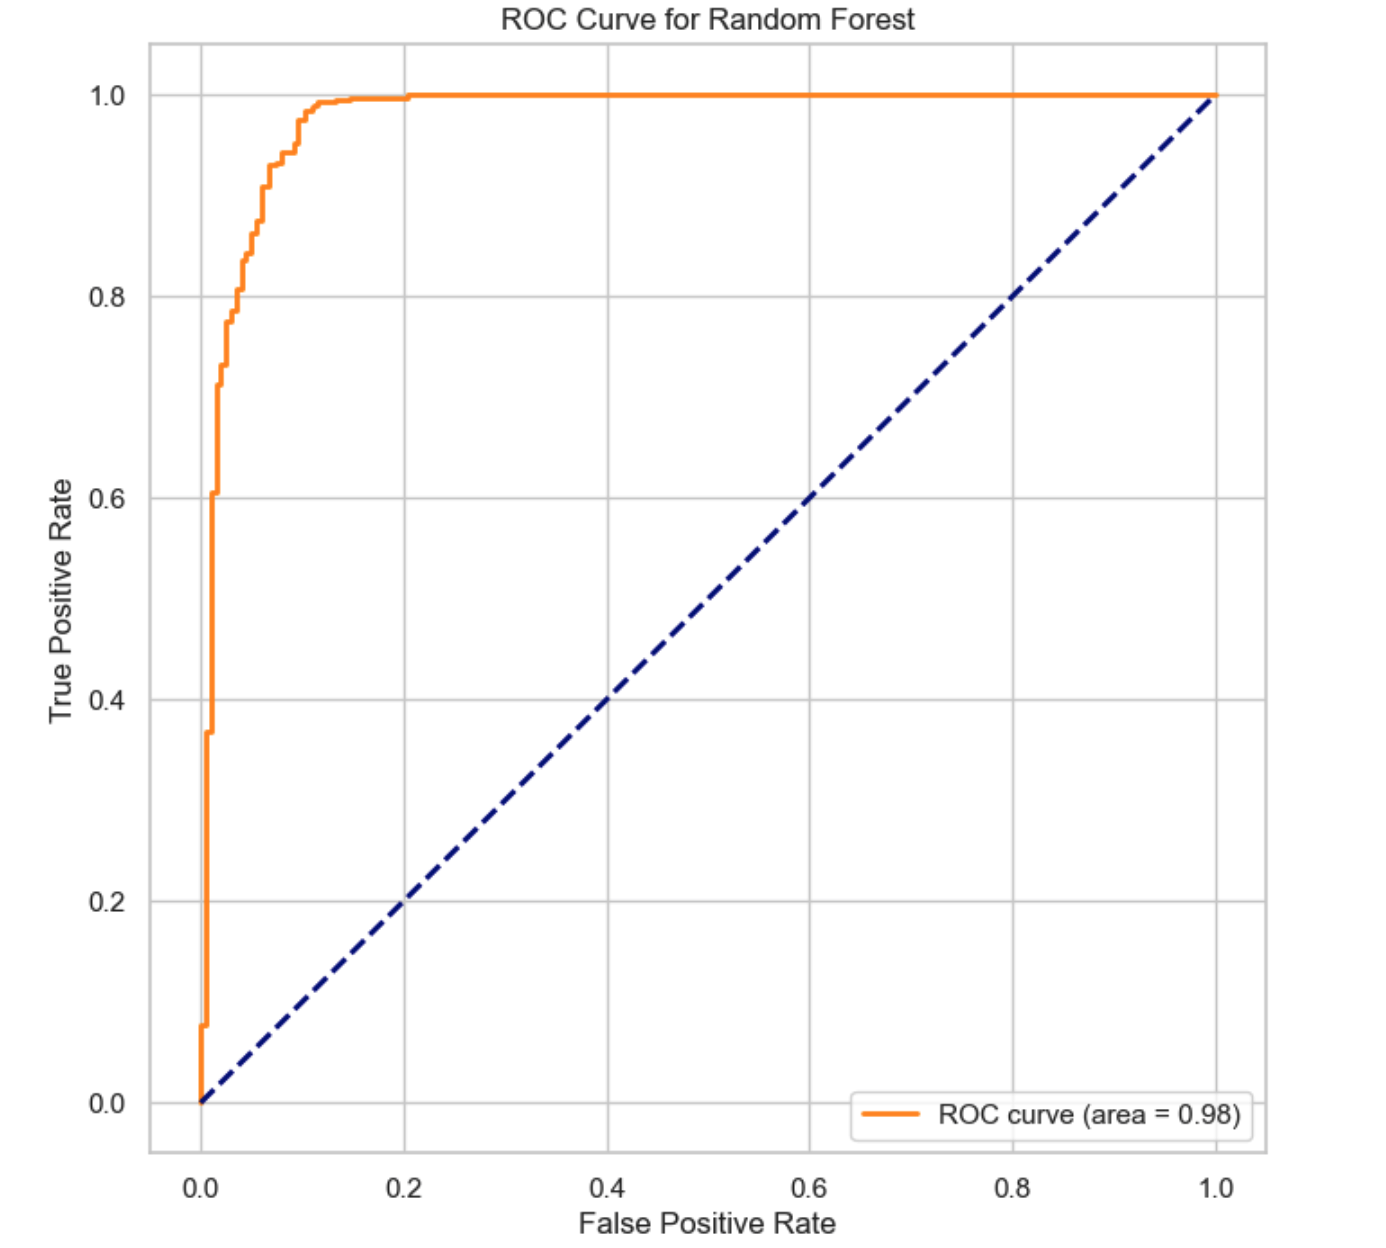 ROC Curve for Random Forest
True Positive Rate
1.0
0.8
0.6
0.4
0.2
0.0
ROC curve (area = 0.98)
0.0 0.2 0.4 0.6 0.8 1.0
False Positive Rate